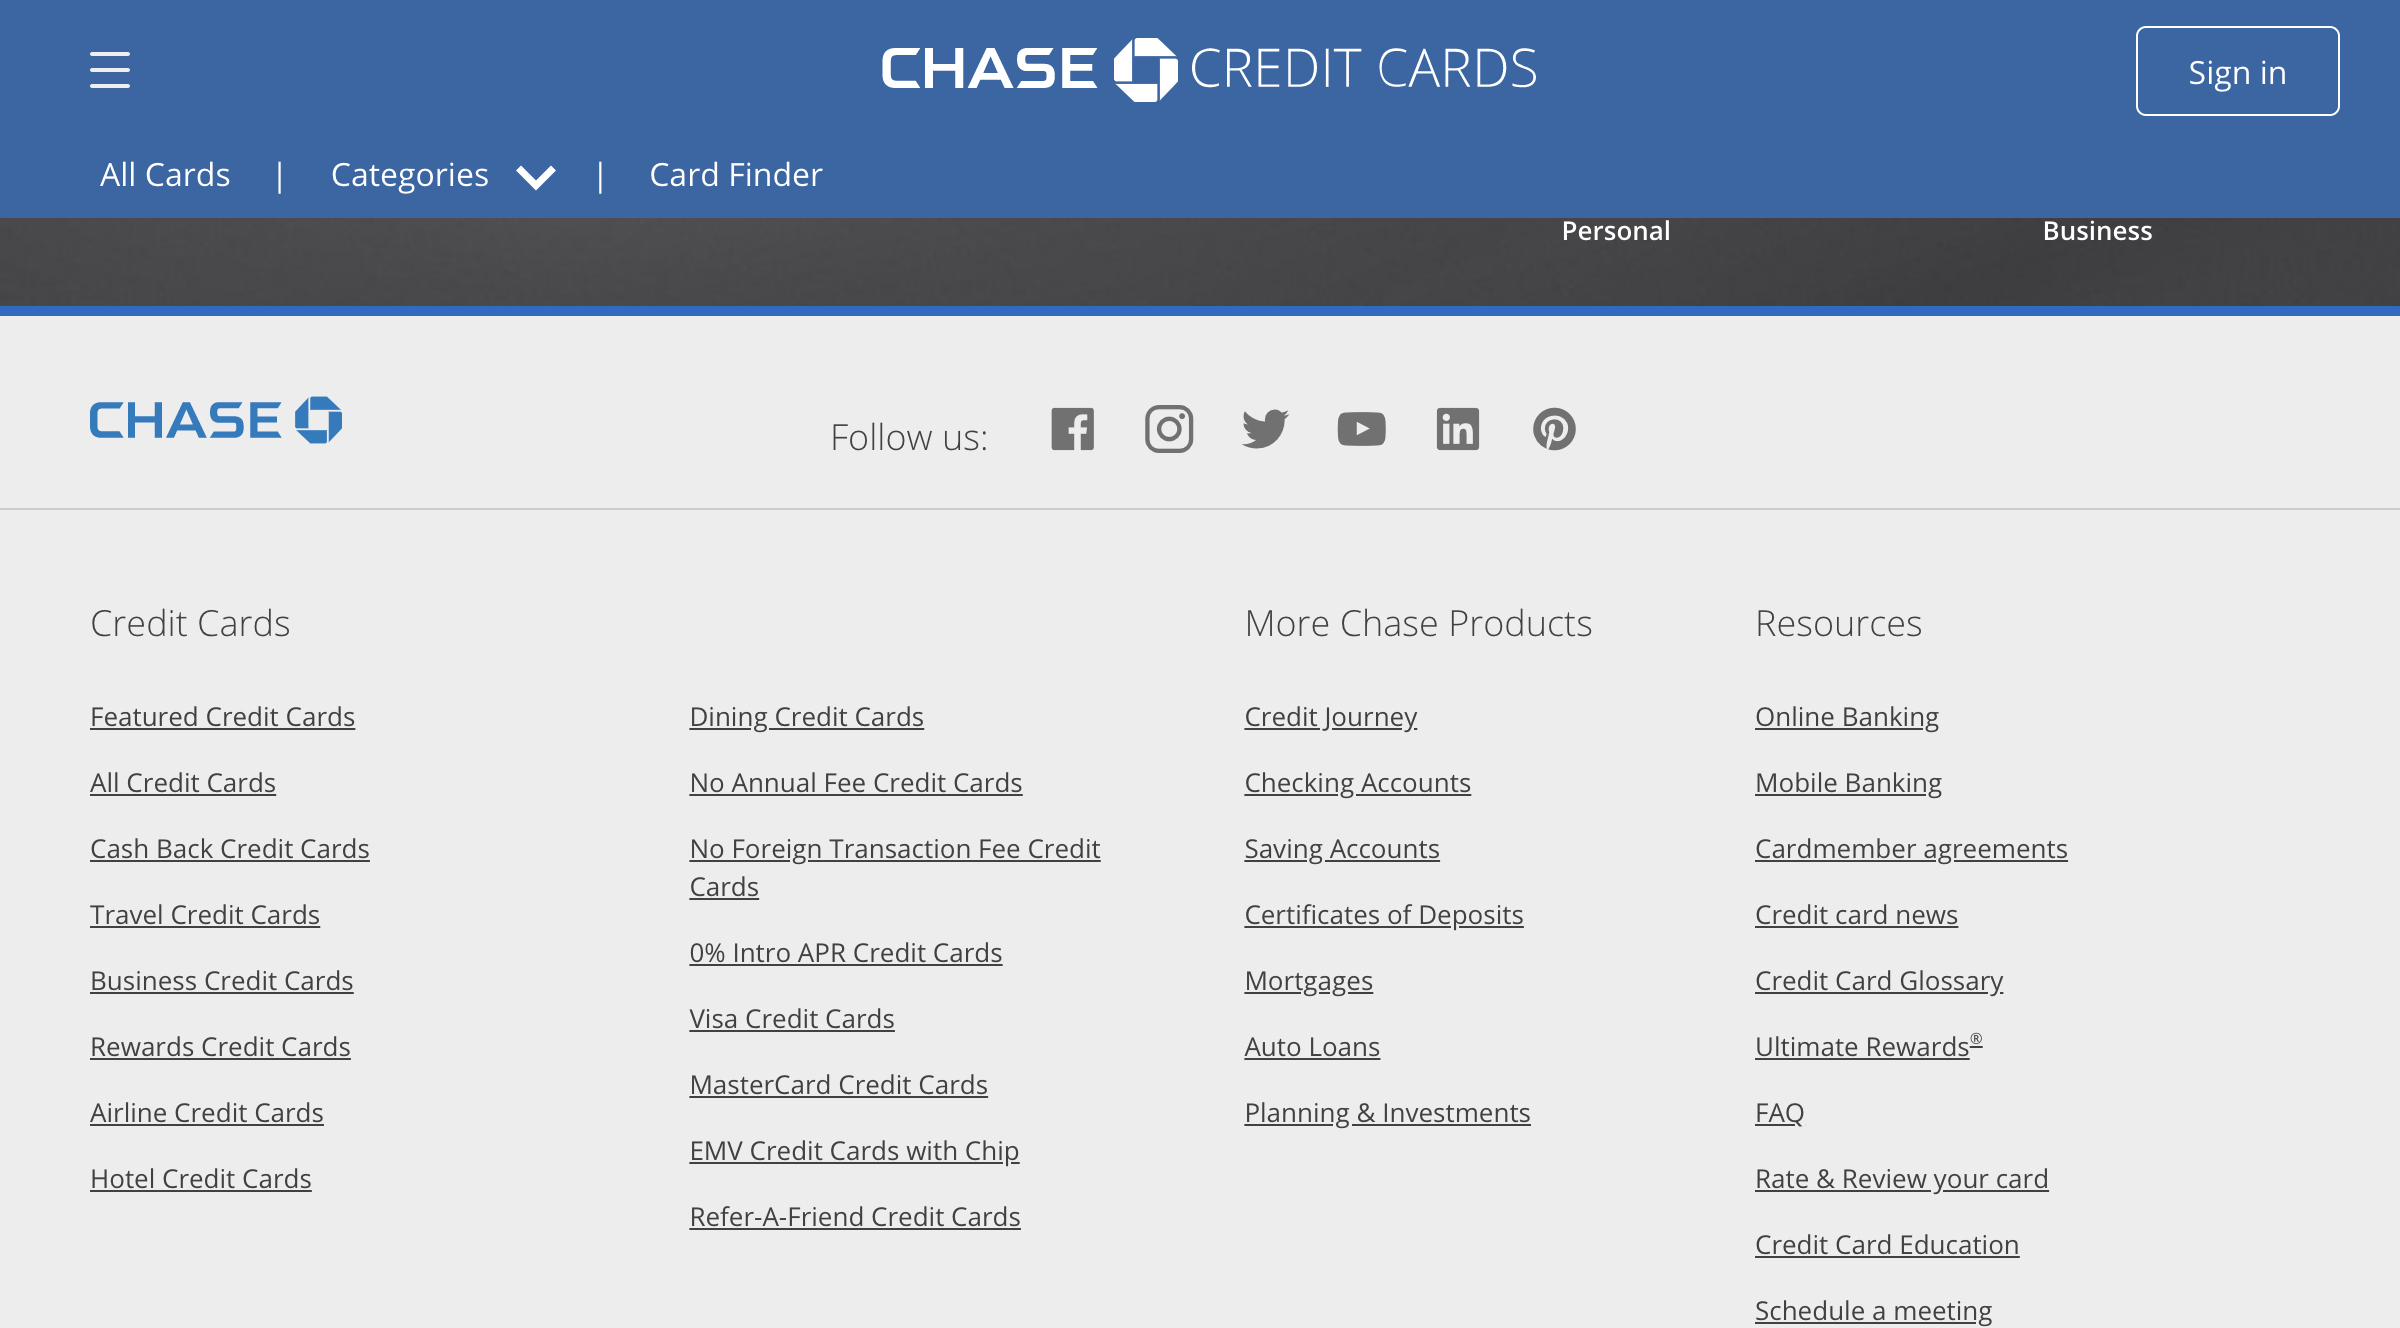 CHASE CREDIT CARDS
Sign in
All Cards | Categories | Card Finder
Personal
Business
CHASE
Follow us:
Credit Cards
Featured Credit Cards
All Credit Cards
Cash Back Credit Cards
Travel Credit Cards
Business Credit Cards
Rewards Credit Cards
Airline Credit Cards
Hotel Credit Cards
Dining Credit Cards
No Annual Fee Credit Cards
No Foreign Transaction Fee Credit
Cards
0% Intro APR Credit Cards
Visa Credit Cards
MasterCard Credit Cards
EMV Credit Cards with Chip
Refer-A-Friend Credit Cards
More Chase Products
Credit Journey
Checking Accounts
Saving Accounts
Certificates of Deposits
Mortgages
Auto Loans
Planning & Investments
Resources
Online Banking
Mobile Banking
Cardmember agreements
Credit card news
Credit Card Glossary
Ultimate Rewards®
FAQ
Rate & Review your card
Credit Card Education
Schedule a meeting